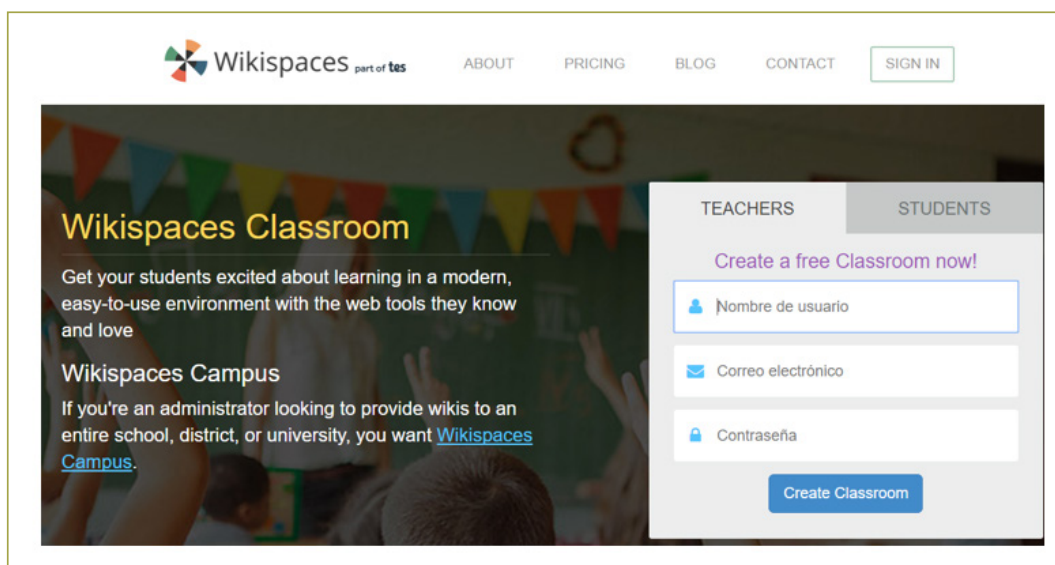 Wikispaces part of tes ABOUT PRICING BLOG CONTACT SIGN IN
Wikispaces Classroom
Get your students excited about learning in a modern,
easy-to-use environment with the web tools they know
and love
Wikispaces Campus
If you're an administrator looking to provide wikis to an
entire school, district, or university, you want Wikispaces
Campus.
TEACHERS STUDENTS
Create a free Classroom now!
Nombre de usuario
Correo electrónico
Contraseña
Create Classroom